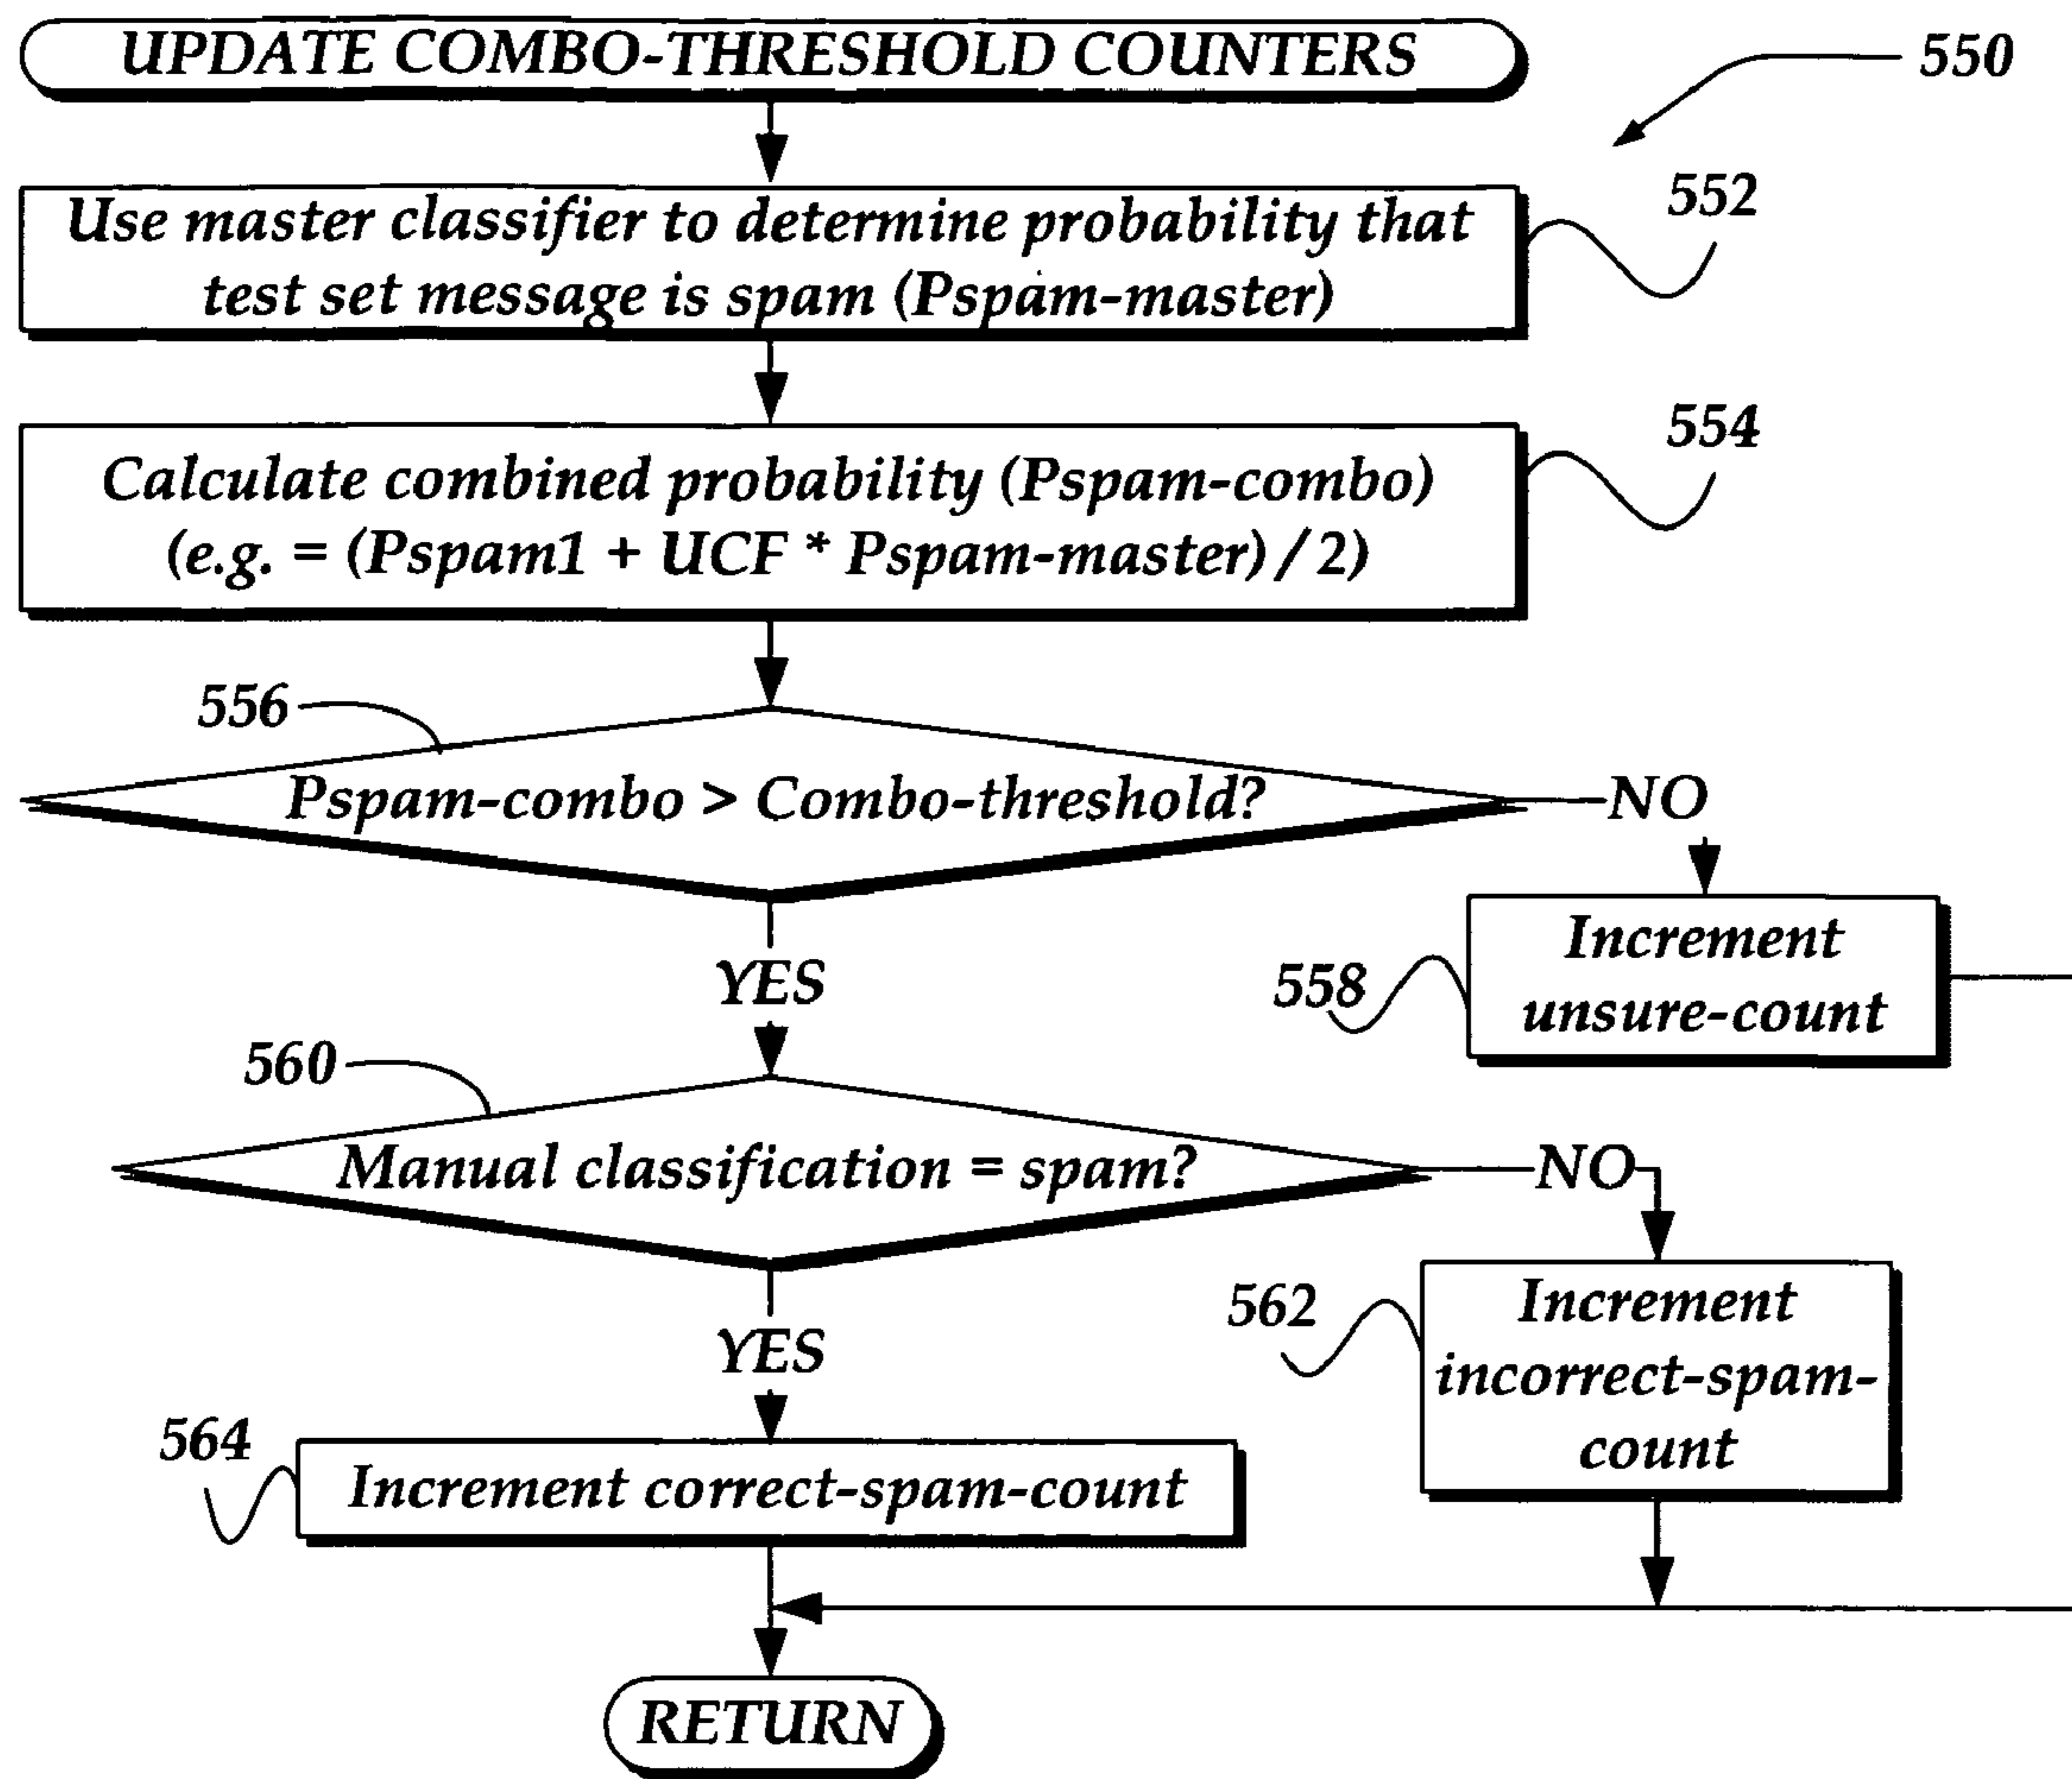 UPDATE COMBO-THRESHOLD COUNTERS
550
552
Use master classifier to determine probability that
test set message is spam (Pspam-master)
554
Calculate combined probability (Pspam-combo)
(e.g. = (Pspam1 + UCF * Pspam-master) / 2)
556
Pspam-combo > Combo-threshold?
NO
YES
558
Increment
unsure-count
560
Manual classification = spam?
NO
YES
562
Increment
incorrect-spam-
count
564
Increment correct-spam-count
RETURN